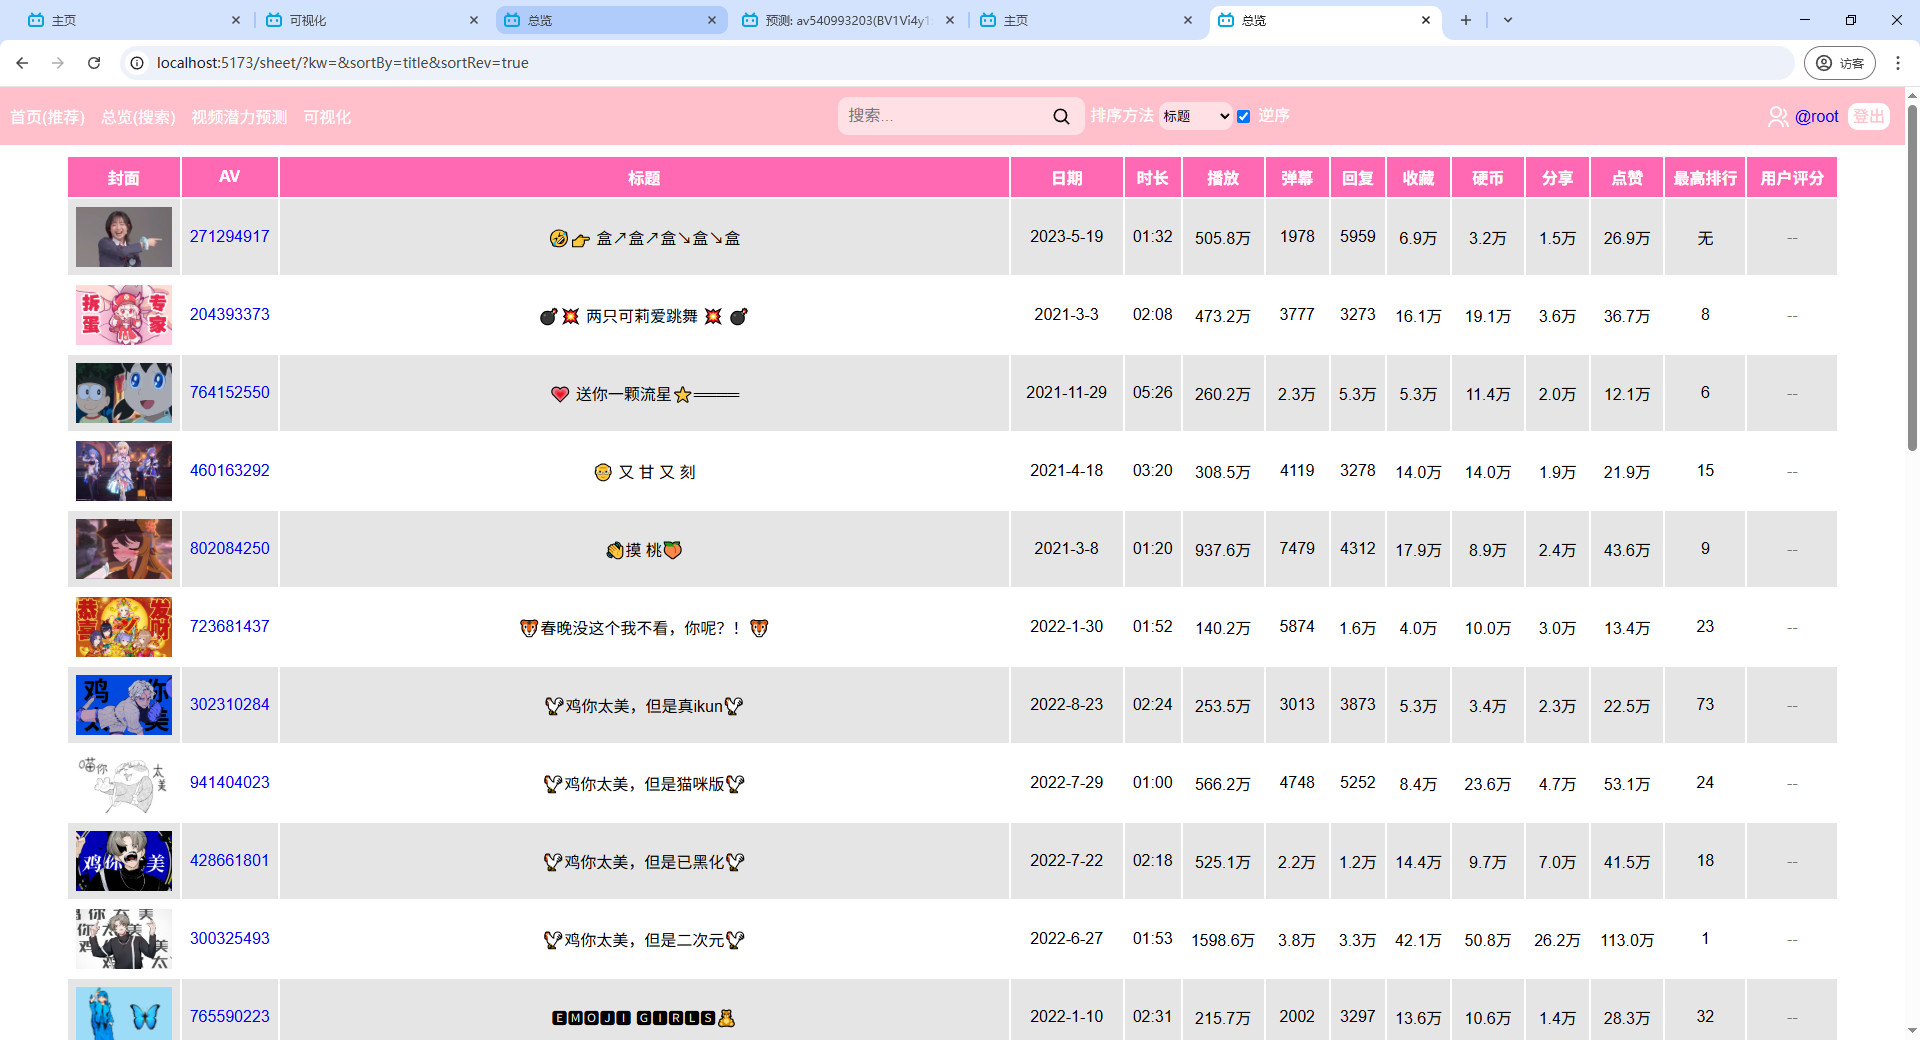 主页
可视化
总览
预测: av540993203(BV1Vi4y1
主页
总览
localhost:5173/sheet/?kw=&sortBy=title&sortRev=true
访客
首页(推荐) 总览(搜索) 视频潜力预测 可视化
搜索...
排序方法 标题 逆序
@root 登出
封面 AV 标题 日期 时长 播放 弹幕 回复 收藏 硬币 分享 点赞 最高排行 用户评分
271294917 🤣👉 盒↗盒↗盒↘盒↘盒 2023-5-19 01:32 505.8万 1978 5959 6.9万 3.2万 1.5万 26.9万 无 --
拆蛋专家
204393373 💣💥 两只可莉爱跳舞 💥 💣 2021-3-3 02:08 473.2万 3777 3273 16.1万 19.1万 3.6万 36.7万 8 --
764152550 💗 送你一颗流星⭐═══ 2021-11-29 05:26 260.2万 2.3万 5.3万 5.3万 11.4万 2.0万 12.1万 6 --
460163292 👴 又 甘 又 刻 2021-4-18 03:20 308.5万 4119 3278 14.0万 14.0万 1.9万 21.9万 15 --
802084250 👏摸 桃🍑 2021-3-8 01:20 937.6万 7479 4312 17.9万 8.9万 2.4万 43.6万 9 --
恭喜发财
723681437 🐯春晚没这个我不看，你呢？！🐯 2022-1-30 01:52 140.2万 5874 1.6万 4.0万 10.0万 3.0万 13.4万 23 --
鸡你太美
302310284 🐓鸡你太美，但是真ikun🐓 2022-8-23 02:24 253.5万 3013 3873 5.3万 3.4万 2.3万 22.5万 73 --
喵你太美
941404023 🐓鸡你太美，但是猫咪版🐓 2022-7-29 01:00 566.2万 4748 5252 8.4万 23.6万 4.7万 53.1万 24 --
鸡你 美
428661801 🐓鸡你太美，但是已黑化🐓 2022-7-22 02:18 525.1万 2.2万 1.2万 14.4万 9.7万 7.0万 41.5万 18 --
你太美
300325493 🐓鸡你太美，但是二次元🐓 2022-6-27 01:53 1598.6万 3.8万 3.3万 42.1万 50.8万 26.2万 113.0万 1 --
765590223 🅴🅼🅾🅹🅸 🅶🅸🆁🅻🆂🧸 2022-1-10 02:31 215.7万 2002 3297 13.6万 10.6万 1.4万 28.3万 32 --